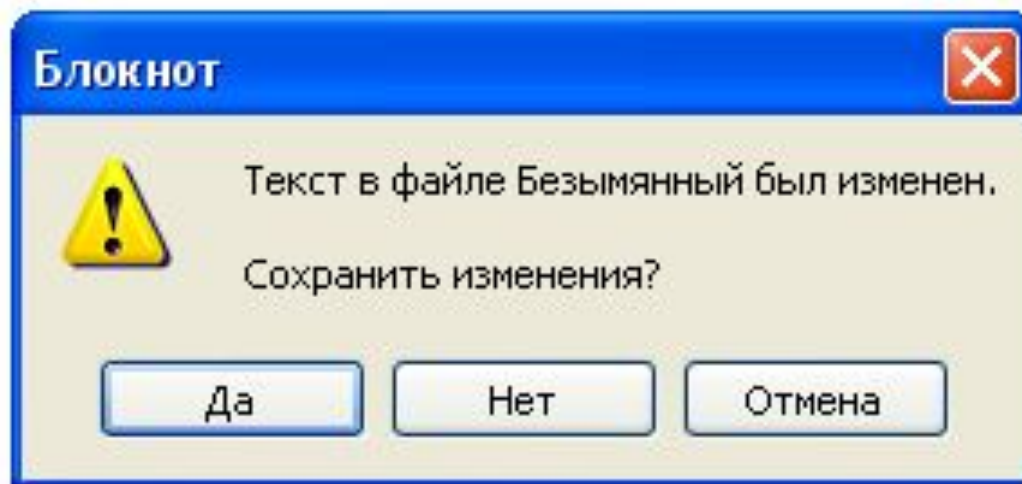 Блокнот
Текст в файле Безымянный был изменен.
Сохранить изменения?
Да
Нет
Отмена